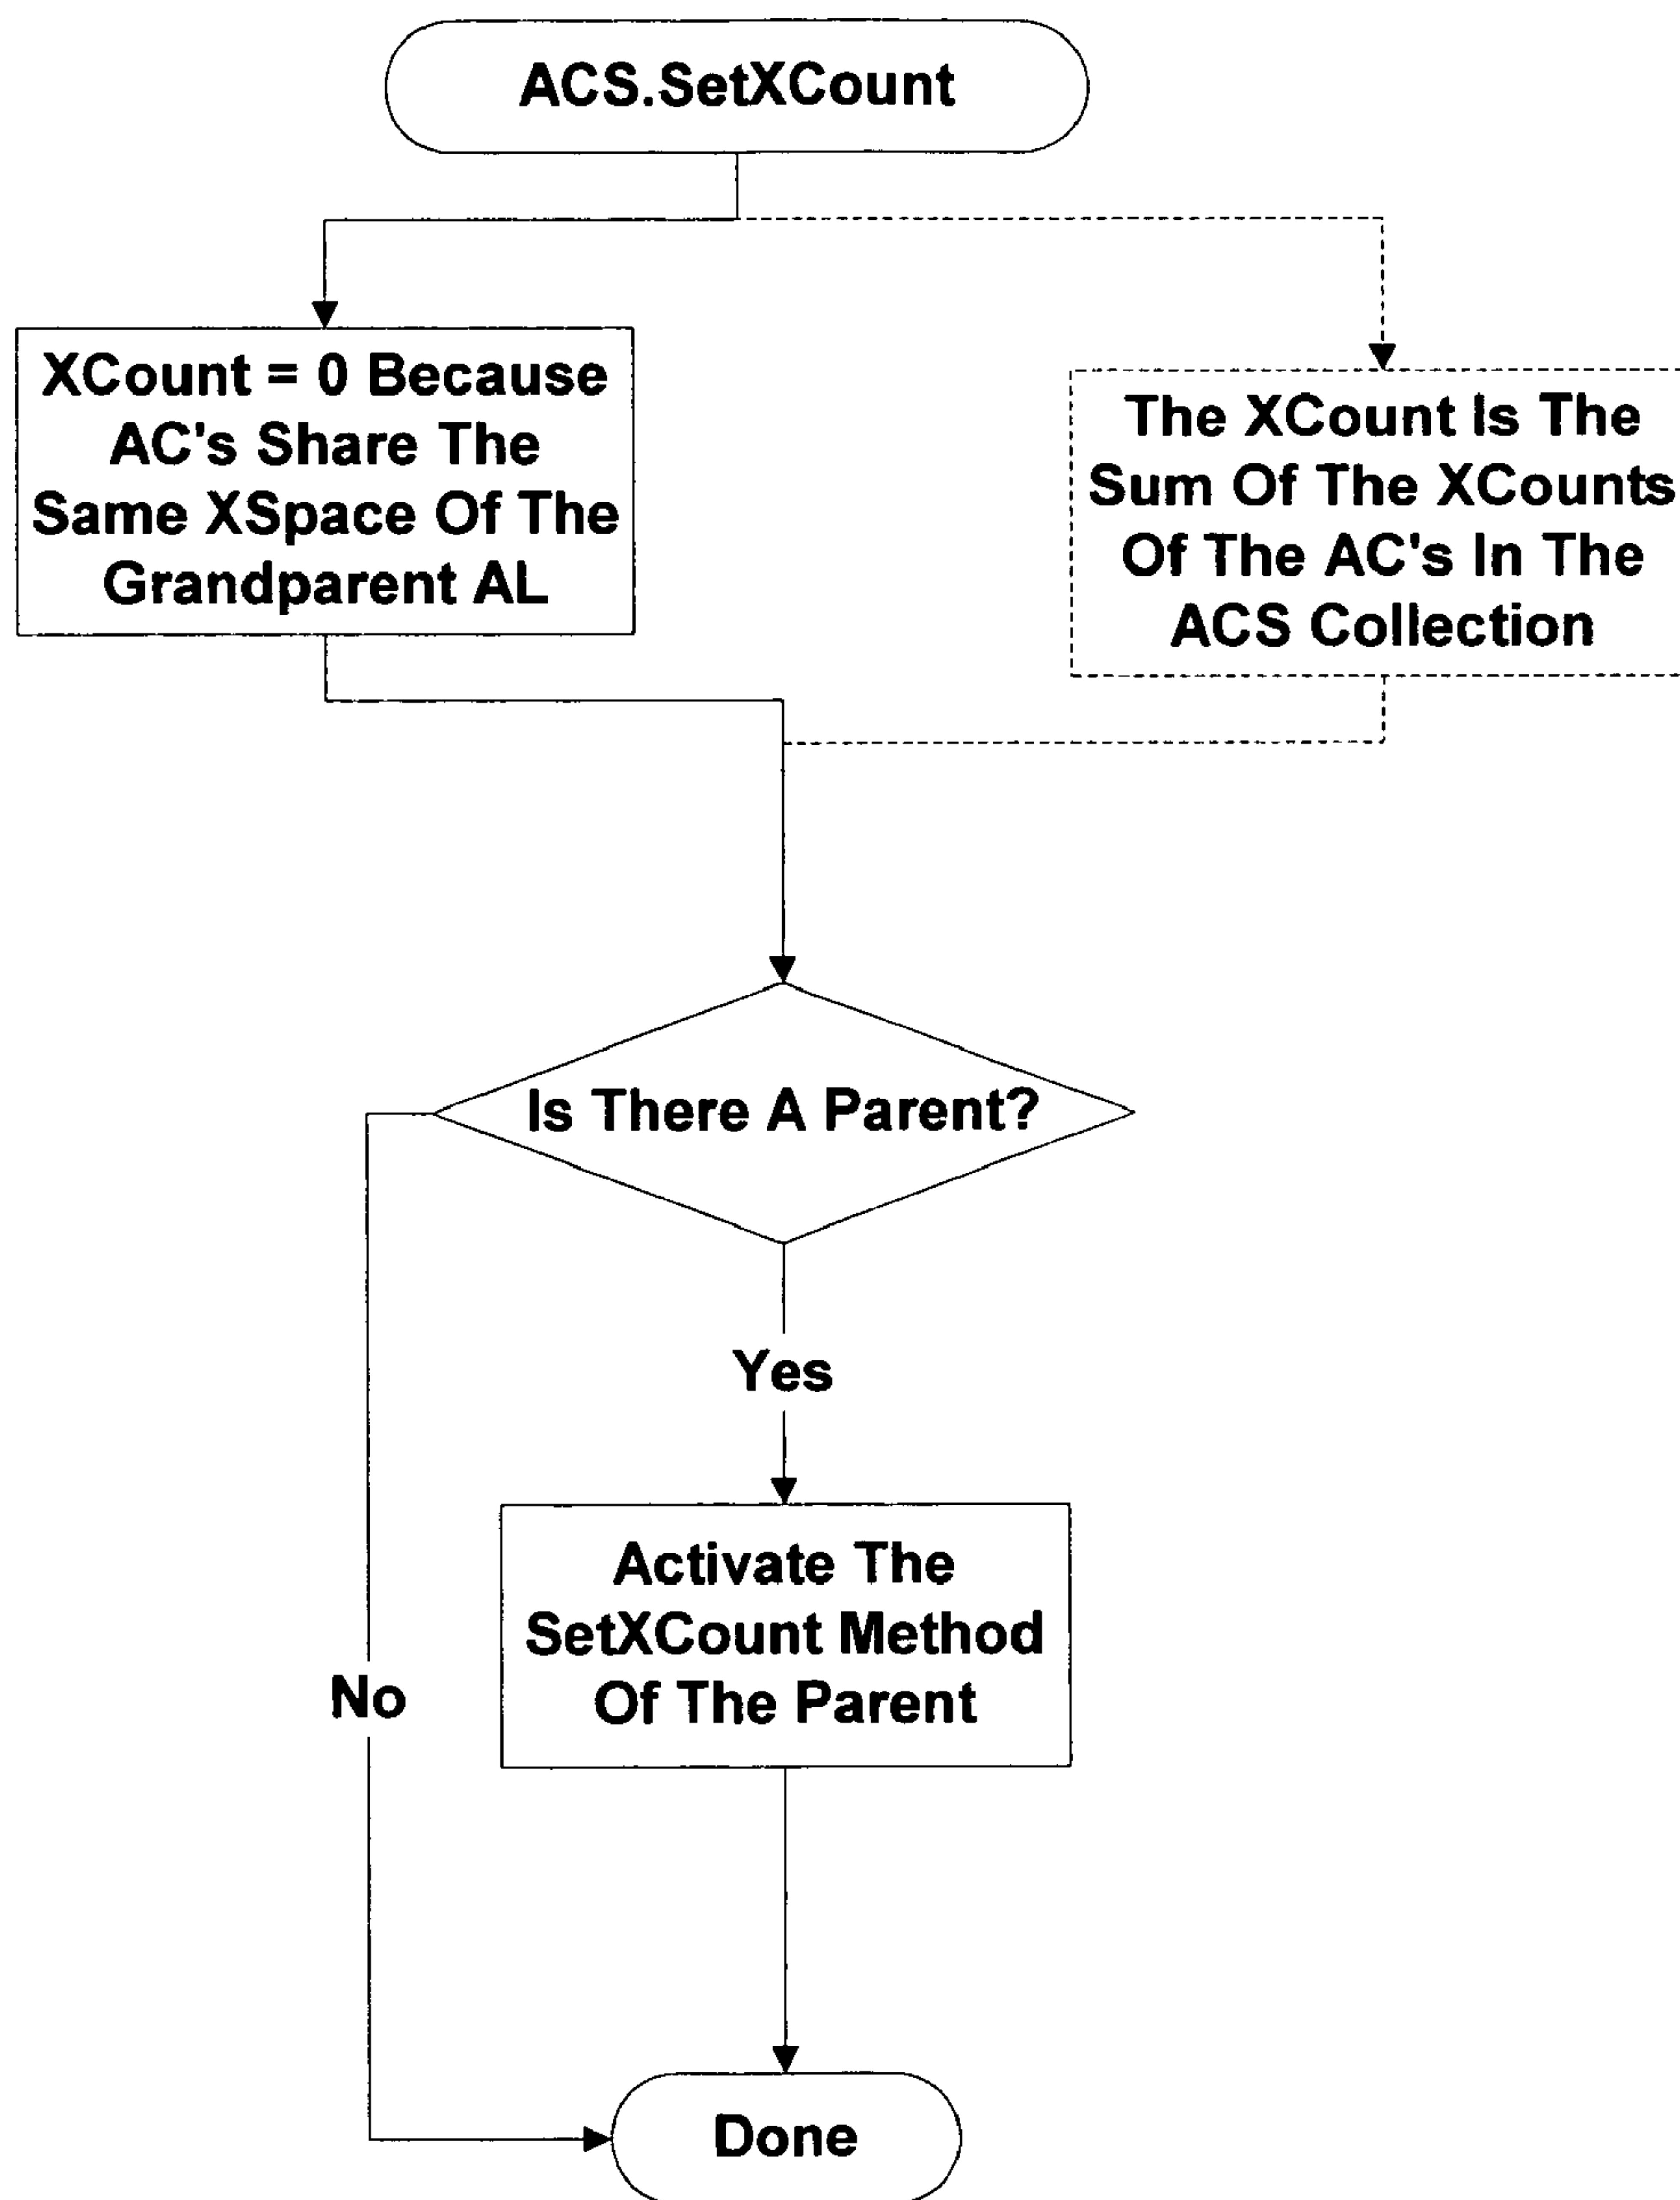 ACS.SetXCount
XCount = 0 Because
AC's Share The
Same XSpace Of The
Grandparent AL
The XCount Is The
Sum Of The XCounts
Of The AC's In The
ACS Collection
Is There A Parent?
Yes
Activate The
SetXCount Method
Of The Parent
No
Done